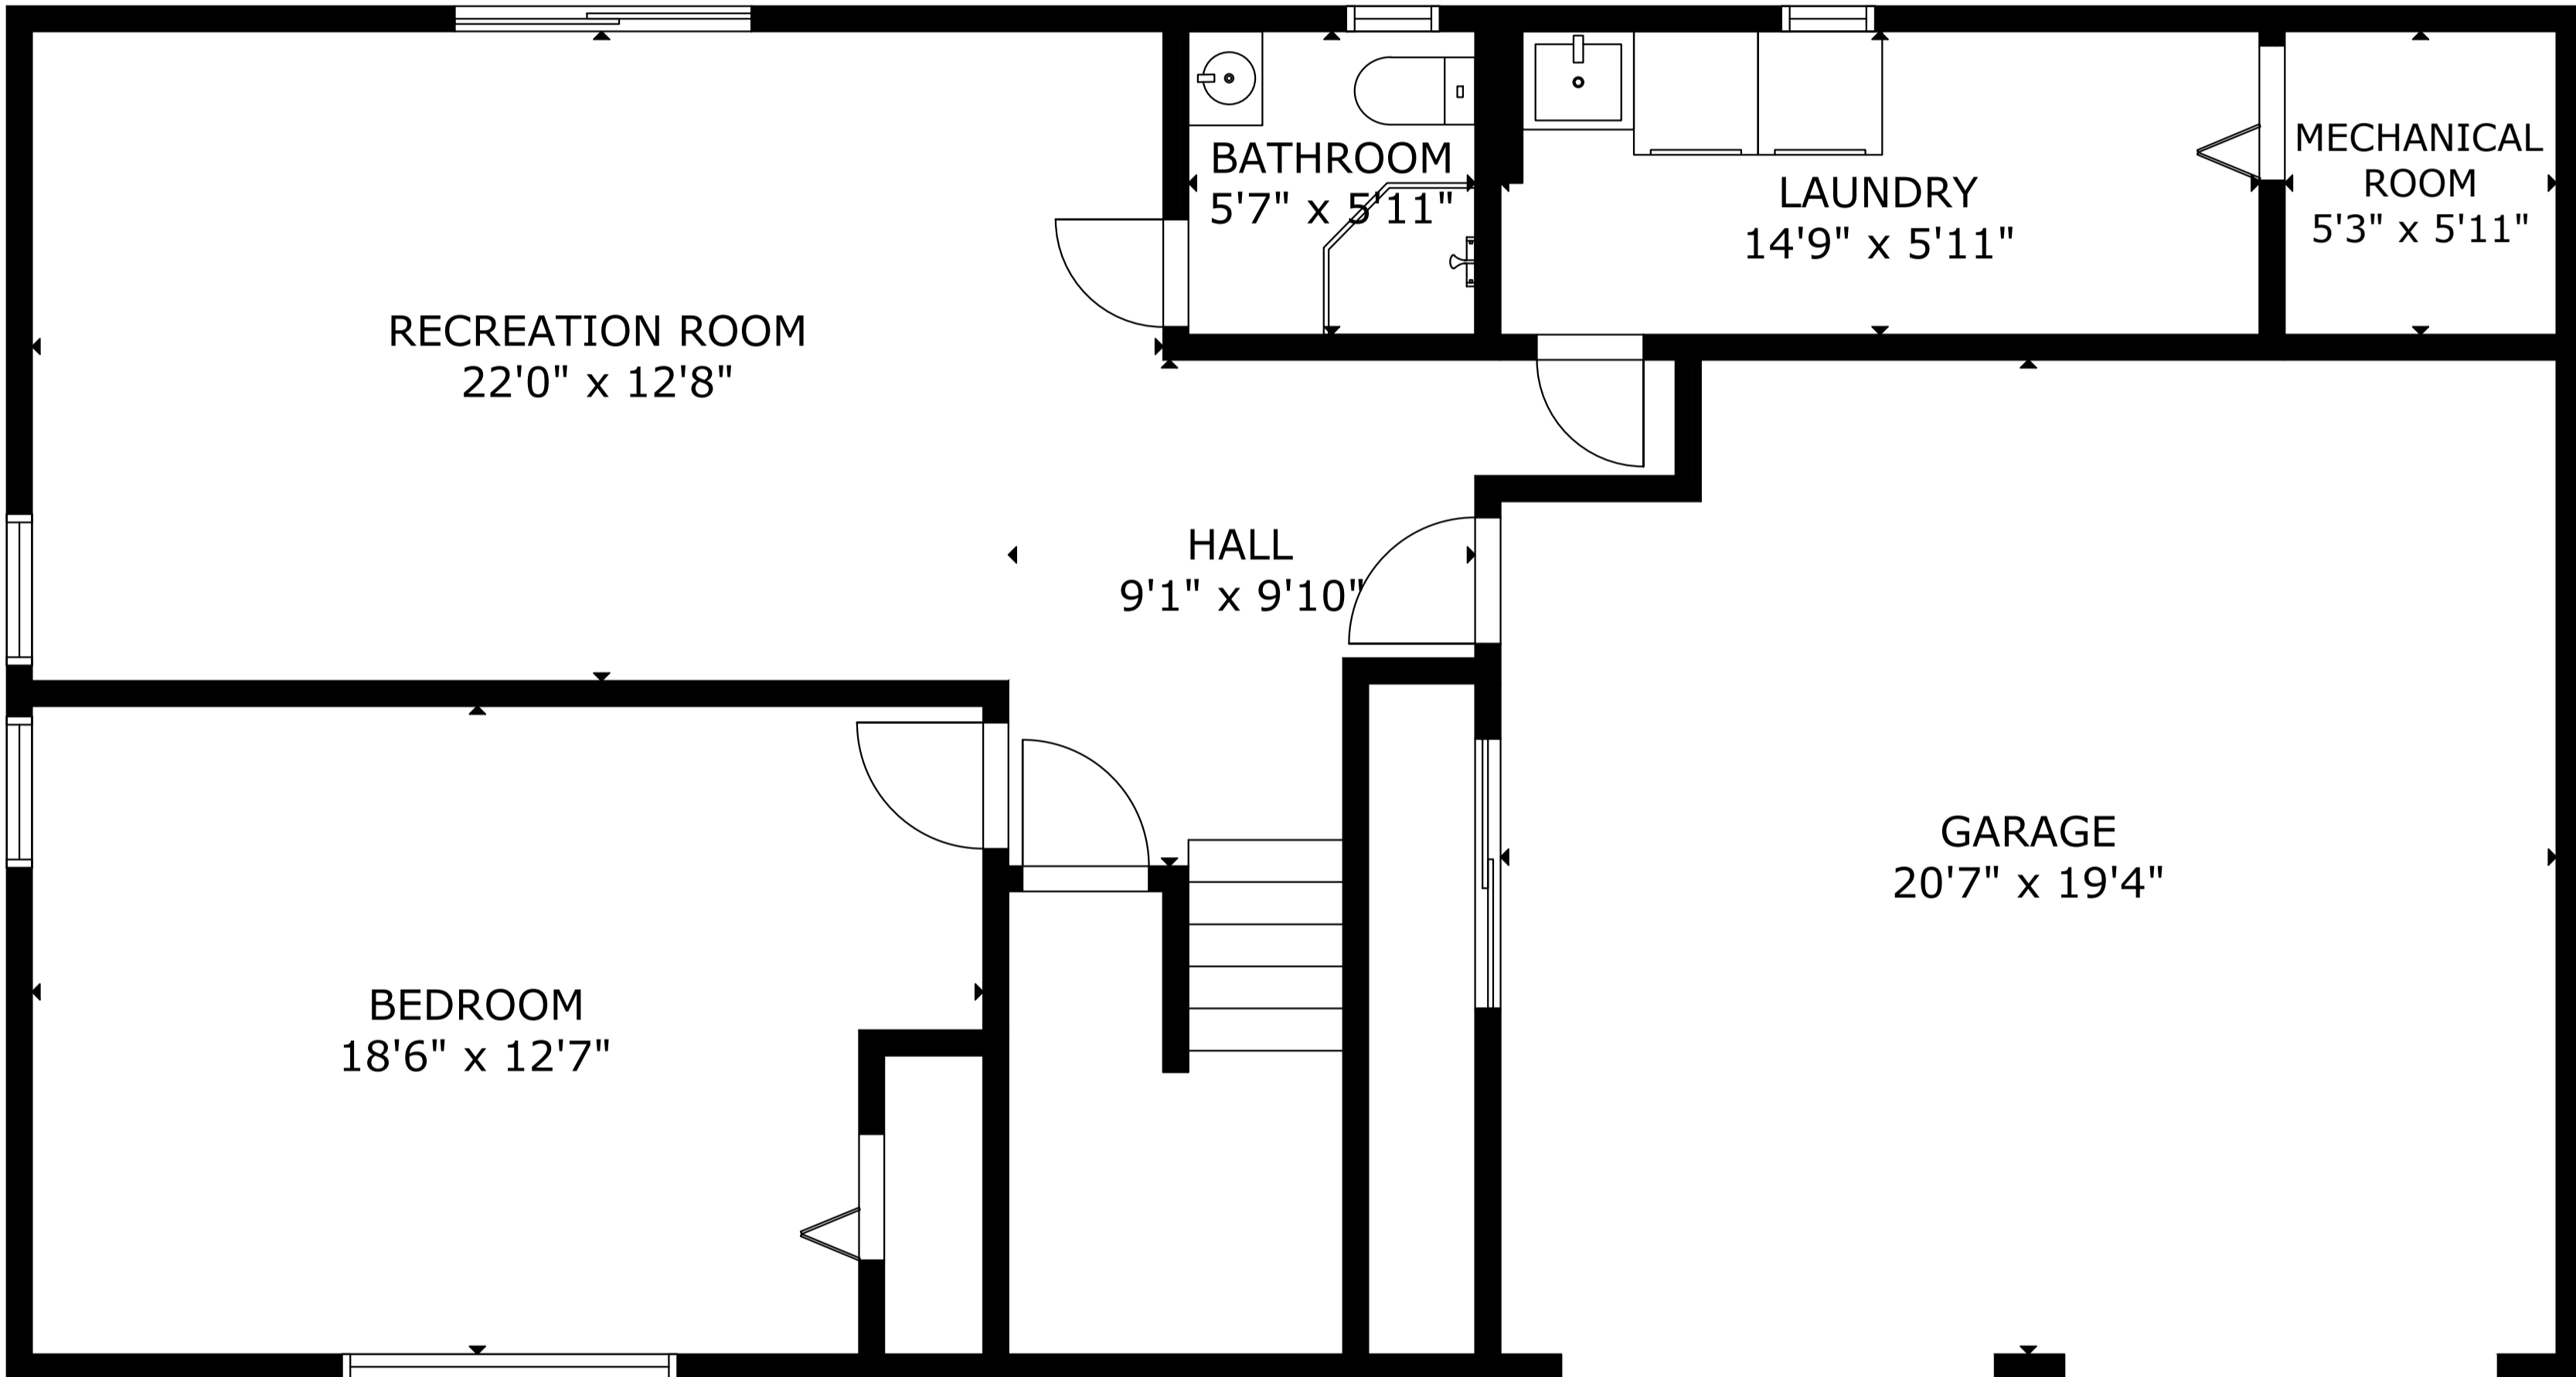 BATHROOM
5'7" x 5'11"
LAUNDRY
14'9" x 5'11"
MECHANICAL
ROOM
5'3" x 5'11"
RECREATION ROOM
22'0" x 12'8"
HALL
9'1" x 9'10"
GARAGE
20'7" x 19'4"
BEDROOM
18'6" x 12'7"